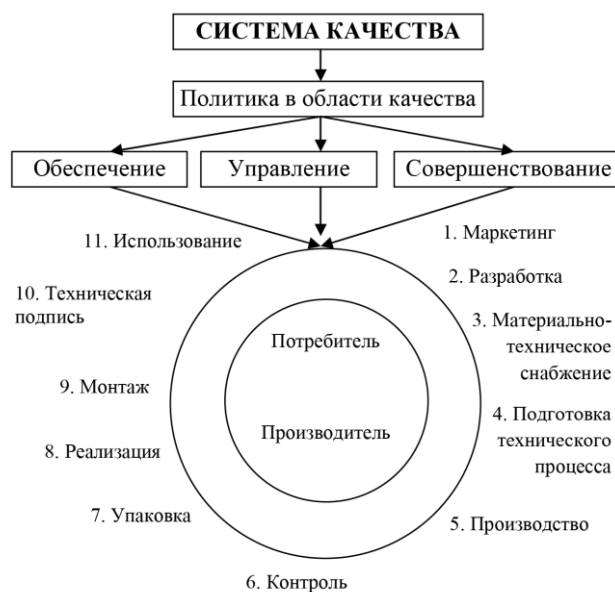 СИСТЕМА КАЧЕСТВА
Политика в области качества
Обеспечение
Управление
Совершенствование
11. Использование
1. Маркетинг
2. Разработка
10. Техническая
подпись
3. Материально-
техническое
снабжение
Потребитель
9. Монтаж
4. Подготовка
технического
процесса
Производитель
8. Реализация
7. Упаковка
5. Производство
6. Контроль